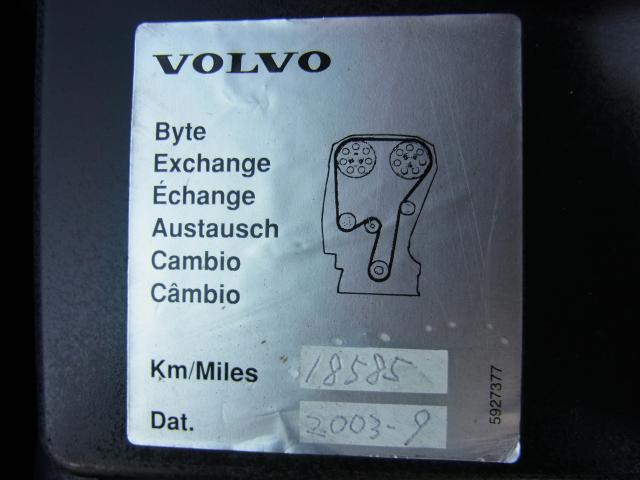 VOLVO
Byte
Exchange
Échange
Austausch
Cambio
Câmbio
Km/Miles 18585
Dat. 2003-9
5927377